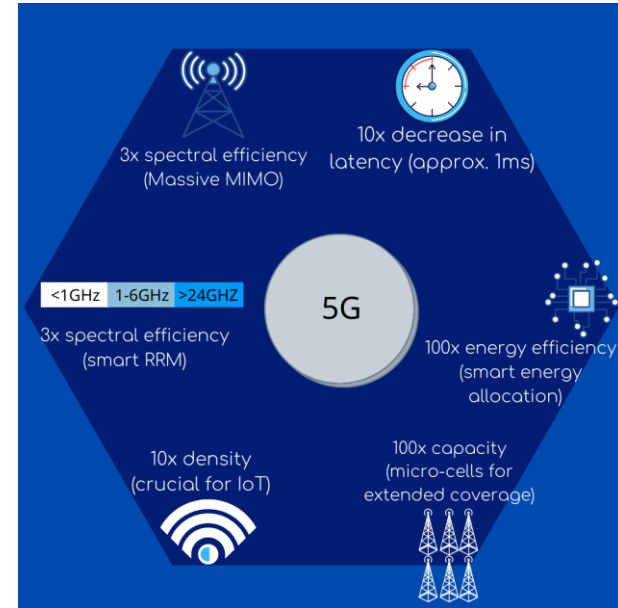 3x spectral efficiency
(Massive MIMO)
10x decrease in
latency (approx. 1ms)
<1GHz 1-6GHz >24GHZ
3x spectral efficiency
(smart RRM)
5G
100x energy efficiency
(smart energy
allocation)
10x density
(crucial for IoT)
100x capacity
(micro-cells for
extended coverage)